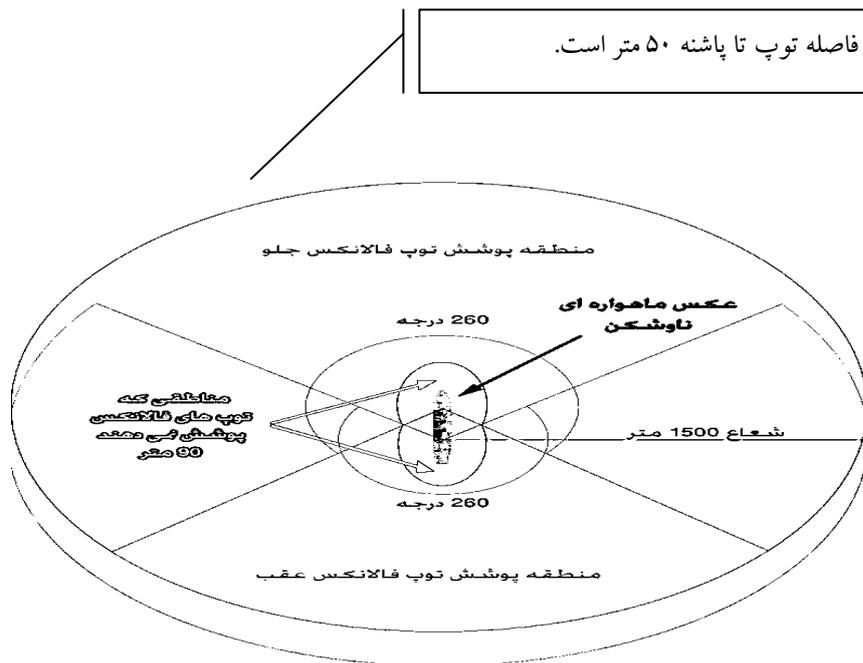 فاصله توپ تا پاشنه ۵۰ متر است.
منطقه پوشش توپ فالانکس جلو
عکس ماهواره ای
ناوشکن
260 درجه
مناطقی که
توپ های فالانکس
پوشش نمی دهند
90 متر
شعاع 1500 متر
260 درجه
منطقه پوشش توپ فالانکس عقب